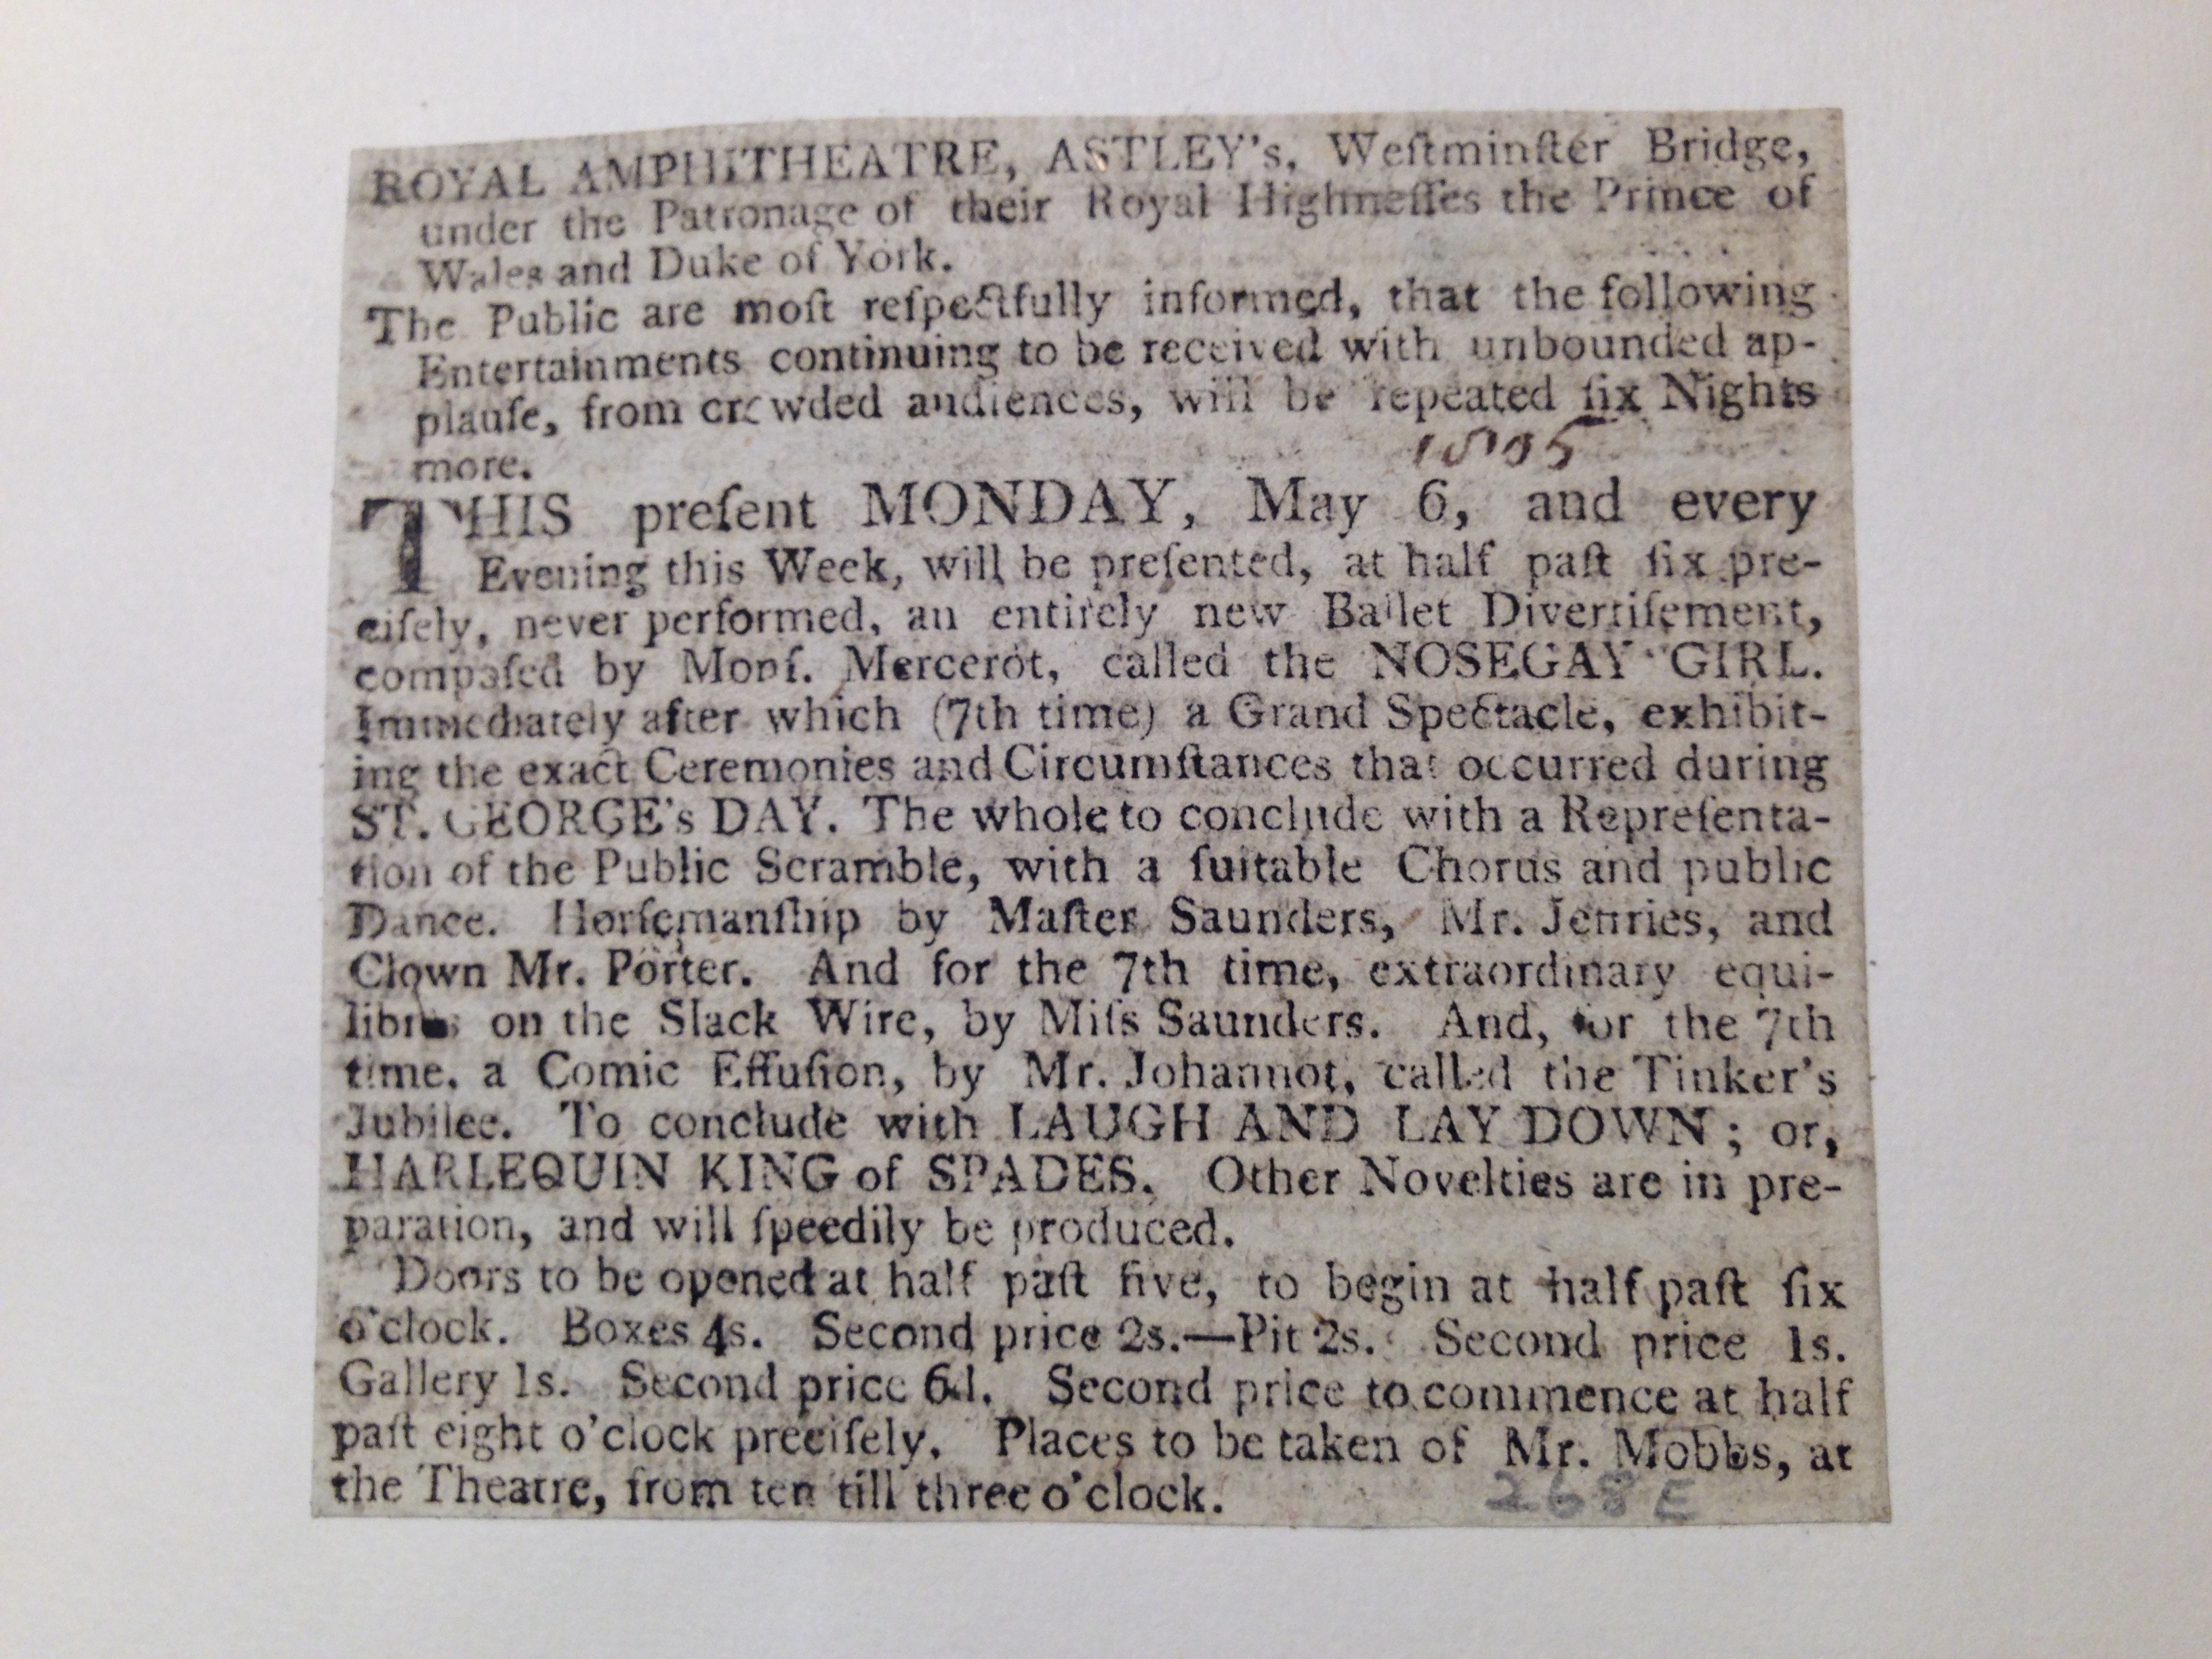 ROYAL AMPHITHEATRE, ASTLEY's, Weſtminſter Bridge,
under the Patronage of their Royal Highneſſes the Prince of
Wales and Duke of York.
The Public are moſt reſpectfully informed, that the following
Entertainments continuing to be received with unbounded ap-
plauſe, from crowded audiences, will be repeated ſix Nights
more.
1805
THIS preſent MONDAY, May 6, and every
Evening this Week, will be preſented, at half paſt ſix pre-
ciſely, never performed, an entirely new Ballet Divertiſement,
compoſed by Monſ. Mercerot, called the NOSEGAY GIRL.
Immediately after which (7th time) a Grand Spectacle, exhibit-
ing the exact Ceremonies and Circumſtances that occurred during
ST. GEORGE's DAY. The whole to conclude with a Repreſenta-
tion of the Public Scramble, with a ſuitable Chorus and public
Dance. Horſemanſhip by Maſter Saunders, Mr. Jenries, and
Clown Mr. Porter. And for the 7th time, extraordinary equi-
libres on the Slack Wire, by Miſs Saunders. And, for the 7th
time, a Comic Effuſion, by Mr. Johannot, called the Tinker's
Jubilee. To conclude with LAUGH AND LAY DOWN; or,
HARLEQUIN KING of SPADES. Other Novelties are in pre-
paration, and will ſpeedily be produced.
Doors to be opened at half paſt five, to begin at half paſt ſix
o'clock. Boxes 4s. Second price 2s.—Pit 2s. Second price 1s.
Gallery 1s. Second price 6d. Second price to commence at half
paſt eight o'clock preciſely. Places to be taken of Mr. Mobbs, at
the Theatre, from ten till three o'clock.
268 E